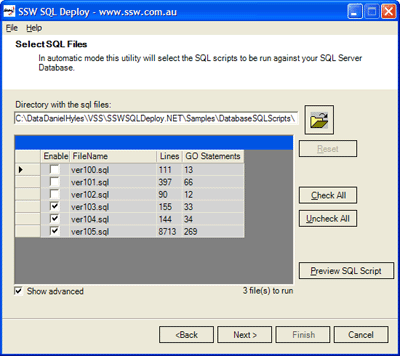 SSW SQL Deploy - www.ssw.com.au
File Help
Select SQL Files
In automatic mode this utility will select the SQL scripts to be run against your SQL Server
Database.
Directory with the sql files:
C:\DataDanielHyles\VSS\SSWSQLDeploy.NET\Samples\DatabaseSQLScripts\
Reset
Enable FileName Lines GO Statements
ver100.sql 111 13
ver101.sql 397 66
ver102.sql 90 12
ver103.sql 155 33
ver104.sql 144 34
ver105.sql 8713 269
Check All
Uncheck All
Preview SQL Script
Show advanced 3 file(s) to run
<Back Next > Finish Cancel